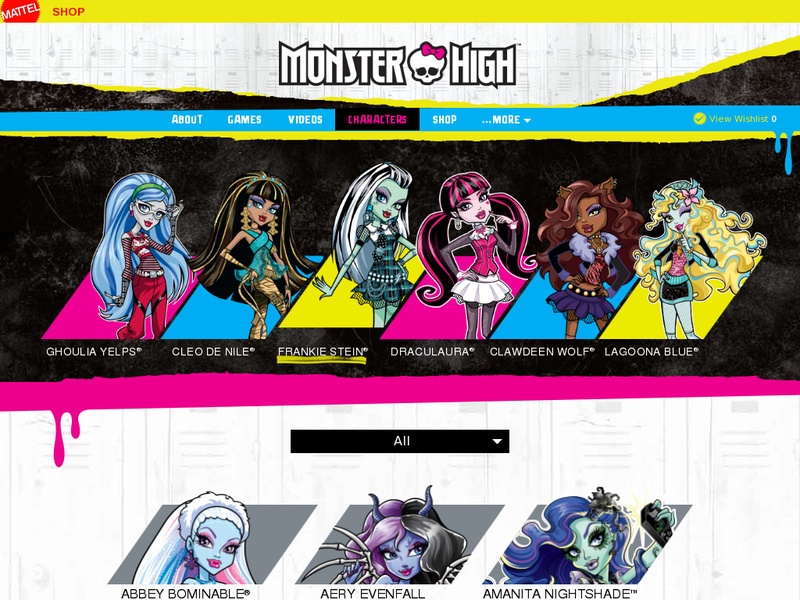 MATTEL
SHOP
MONSTER HIGH™
ABOUT GAMES VIDEOS CHARACTERS SHOP ...MORE
View Wishlist 0
GHOULIA YELPS® CLEO DE NILE® FRANKIE STEIN® DRACULAURA® CLAWDEEN WOLF® LAGOONA BLUE®
All
ABBEY BOMINABLE® AERY EVENFALL AMANITA NIGHTSHADE™